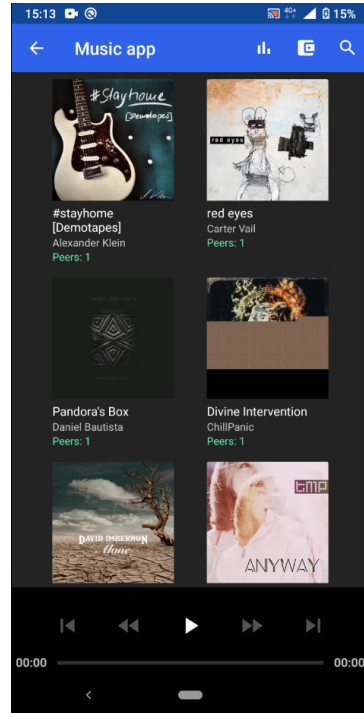 15:13
4G+
15%
Music app
#Stayhome
[Demotapes]
red eyes
#stayhome
[Demotapes]
Alexander Klein
Peers: 1
red eyes
Carter Vail
Peers: 1
DANIEL BAUTISTA
Pandora's Box
Daniel Bautista
Peers: 1
Divine Intervention
ChillPanic
Peers: 1
DAVID IMBERNON
Alone
tmp
ANYWAY
00:00
00:00